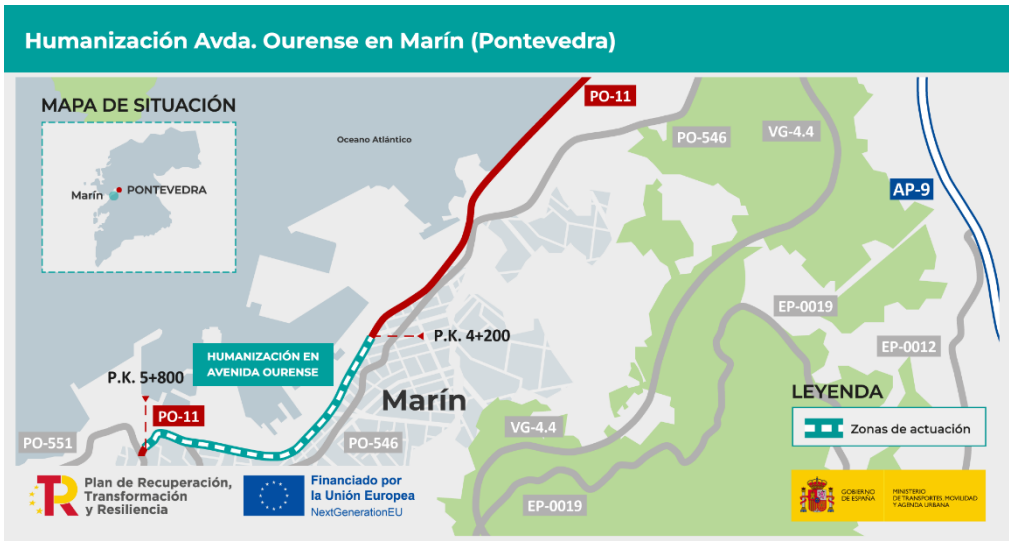 Humanización Avda. Ourense en Marín (Pontevedra)
MAPA DE SITUACIÓN
PONTEVEDRA
Marín
Oceano Atlántico
PO-11
PO-546
VG-4.4
AP-9
EP-0019
EP-0012
P.K. 4+200
HUMANIZACIÓN EN
AVENIDA OURENSE
P.K. 5+800
PO-11
Marín
PO-551
PO-546
VG-4.4
EP-0019
LEYENDA
Zonas de actuación
Plan de Recuperación,
Transformación
y Resiliencia
Financiado por
la Unión Europea
NextGenerationEU
GOBIERNO
DE ESPAÑA
MINISTERIO
DE TRANSPORTES, MOVILIDAD
Y AGENDA URBANA